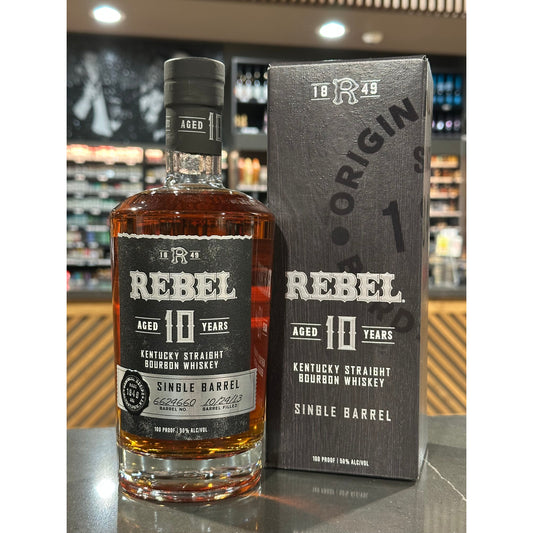 AGED 10
18 R 49
REBEL
AGED 10 YEARS
KENTUCKY STRAIGHT
BOURBON WHISKEY
SINGLE BARREL
6629660 10/29/13
BARREL NO. BARREL FILLED
100 PROOF | 50% ALC/VOL
18 R 49
ORIGIN
S
1
REBEL
AGED 10 YEARS
KENTUCKY STRAIGHT
BOURBON WHISKEY
SINGLE BARREL
100 PROOF | 50% ALC/VOL